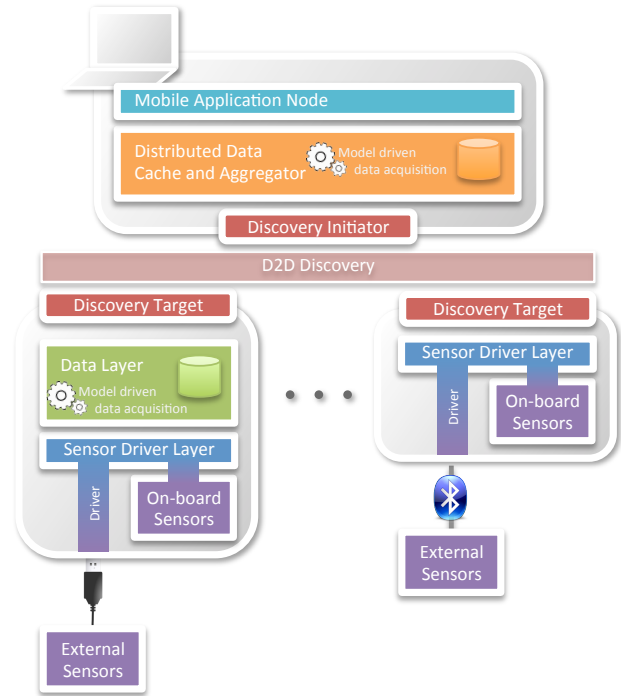 Mobile Application Node
Distributed Data
Cache and Aggregator
Model driven
data acquisition
Discovery Initiator
D2D Discovery
Discovery Target
Data Layer
Model driven
data acquisition
Sensor Driver Layer
Driver
On-board
Sensors
External
Sensors
Discovery Target
Sensor Driver Layer
Driver
On-board
Sensors
External
Sensors